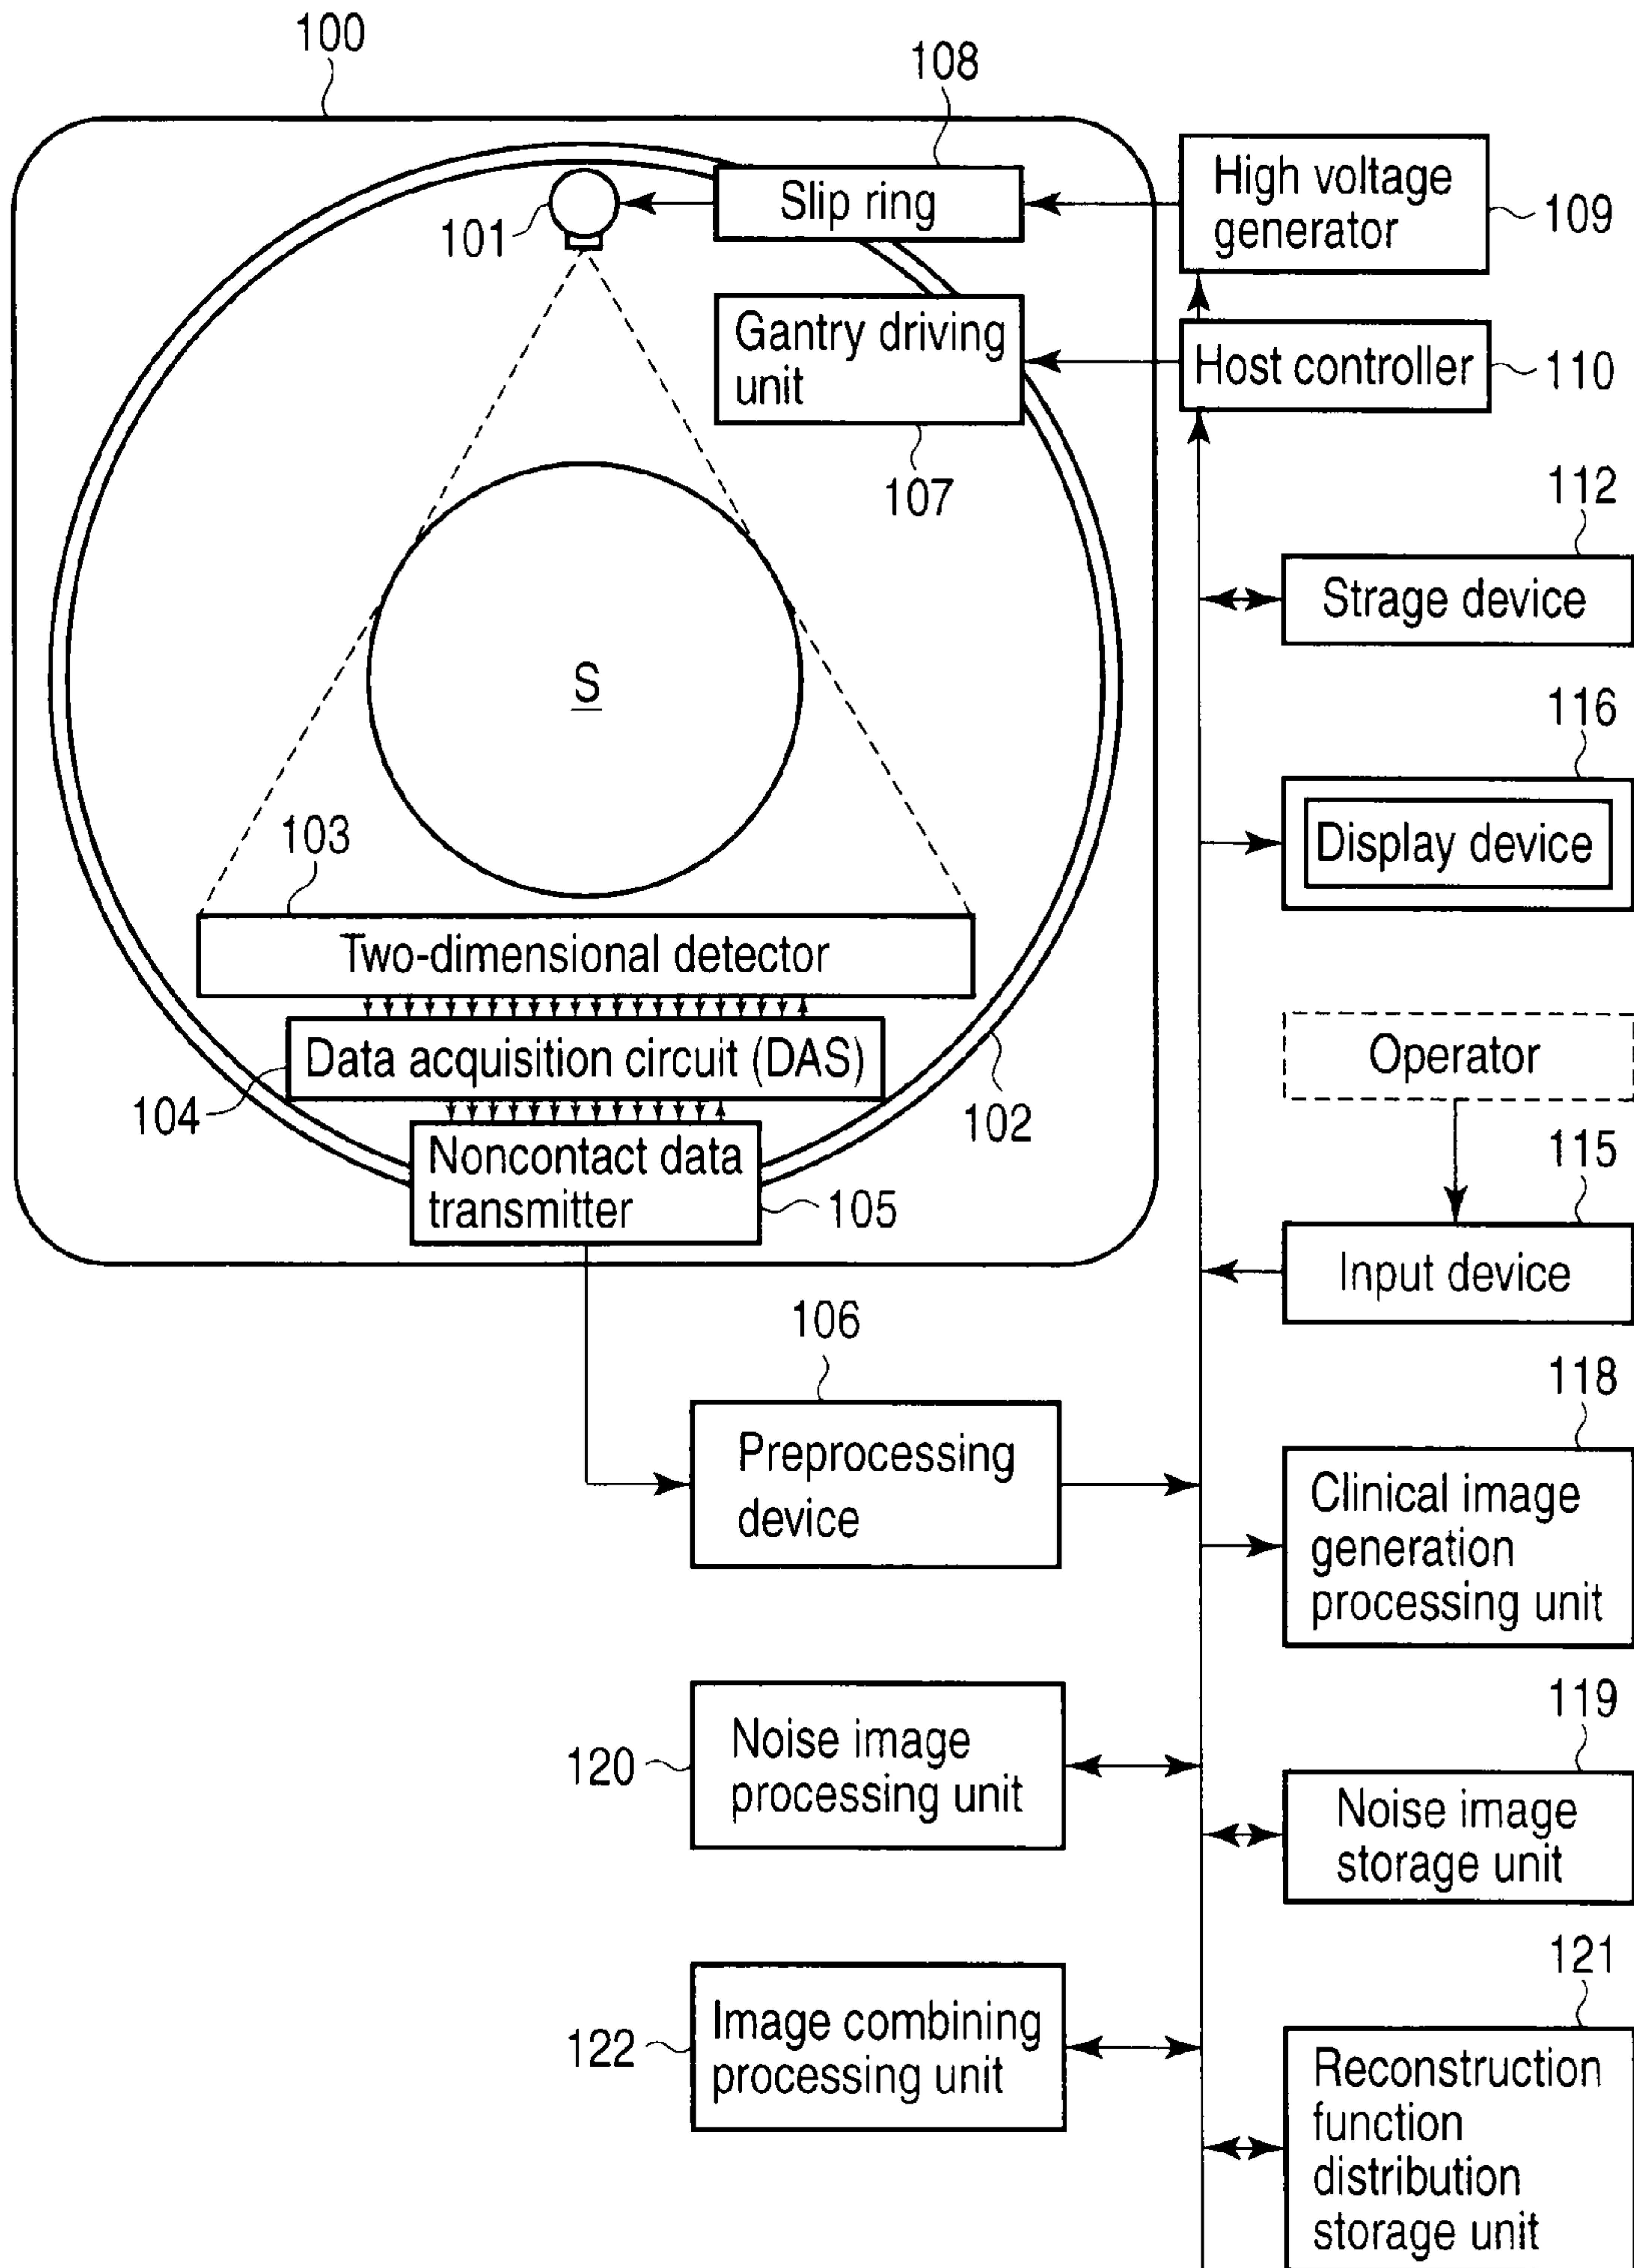 100
108
Slip ring
High voltage
generator
109
101
Gantry driving
unit
Host controller
110
107
112
Strage device
S
116
Display device
103
Two-dimensional detector
Operator
Data acquisition circuit (DAS)
104
102
115
Noncontact data
transmitter
105
Input device
106
118
Preprocessing
device
Clinical image
generation
processing unit
119
120
Noise image
processing unit
Noise image
storage unit
121
122
Image combining
processing unit
Reconstruction
function
distribution
storage unit